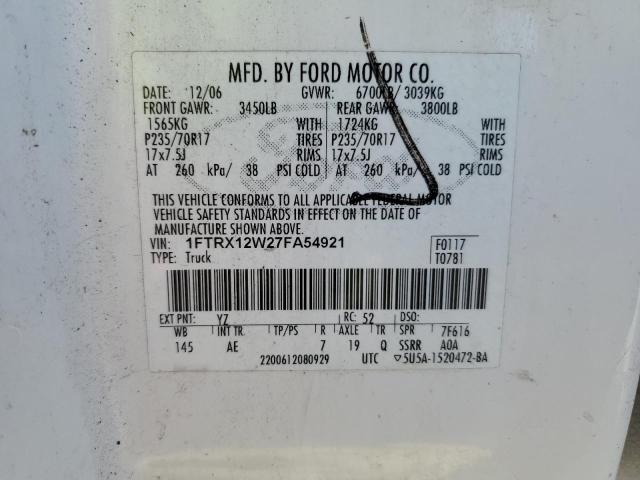 MFD. BY FORD MOTOR CO.
DATE: 12/06 GVWR: 6700LB/ 3039KG
FRONT GAWR: 3450LB REAR GAWR: 3800LB
1565KG WITH 1724KG WITH
P235/70R17 TIRES P235/70R17 TIRES
17x7.5J RIMS 17x7.5J RIMS
AT 260 kPa/ 38 PSI COLD AT 260 kPa/ 38 PSI COLD
THIS VEHICLE CONFORMS TO ALL APPLICABLE FEDERAL MOTOR
VEHICLE SAFETY STANDARDS IN EFFECT ON THE DATE OF
MANUFACTURE SHOWN ABOVE.
VIN: 1FTRX12W27FA54921 F0117
TYPE: Truck T0781
EXT PNT: YZ RC: 52 DSO:
WB INT TR. TP/PS R AXLE TR SPR 7F616
145 AE 7 19 Q SSRR A0A
2200612080929 UTC ▽5U5A-1520472-BA